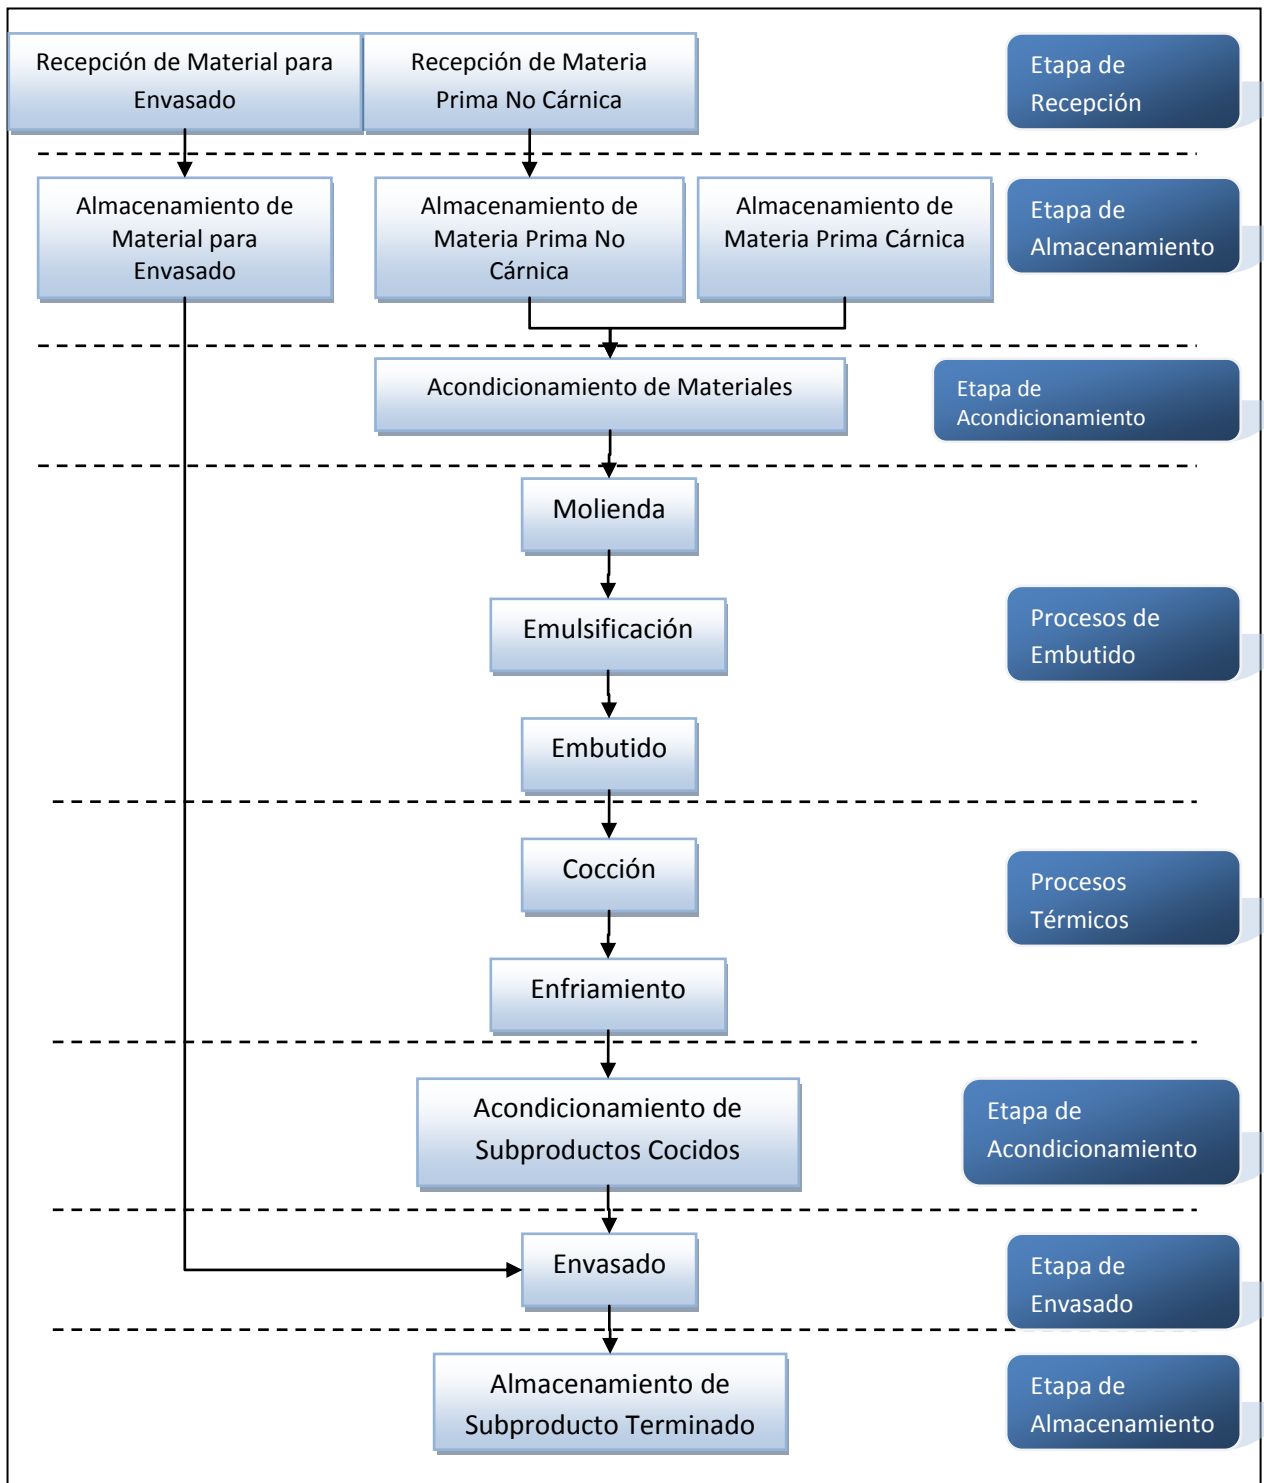 Recepción de Material para
Envasado
Recepción de Materia
Prima No Cárnica
Etapa de
Recepción
Almacenamiento de
Material para
Envasado
Almacenamiento de
Materia Prima No
Cárnica
Almacenamiento de
Materia Prima Cárnica
Etapa de
Almacenamiento
Acondicionamiento de Materiales
Etapa de
Acondicionamiento
Molienda
Emulsificación
Procesos de
Embutido
Embutido
Cocción
Procesos
Térmicos
Enfriamiento
Acondicionamiento de
Subproductos Cocidos
Etapa de
Acondicionamiento
Envasado
Etapa de
Envasado
Almacenamiento de
Subproducto Terminado
Etapa de
Almacenamiento